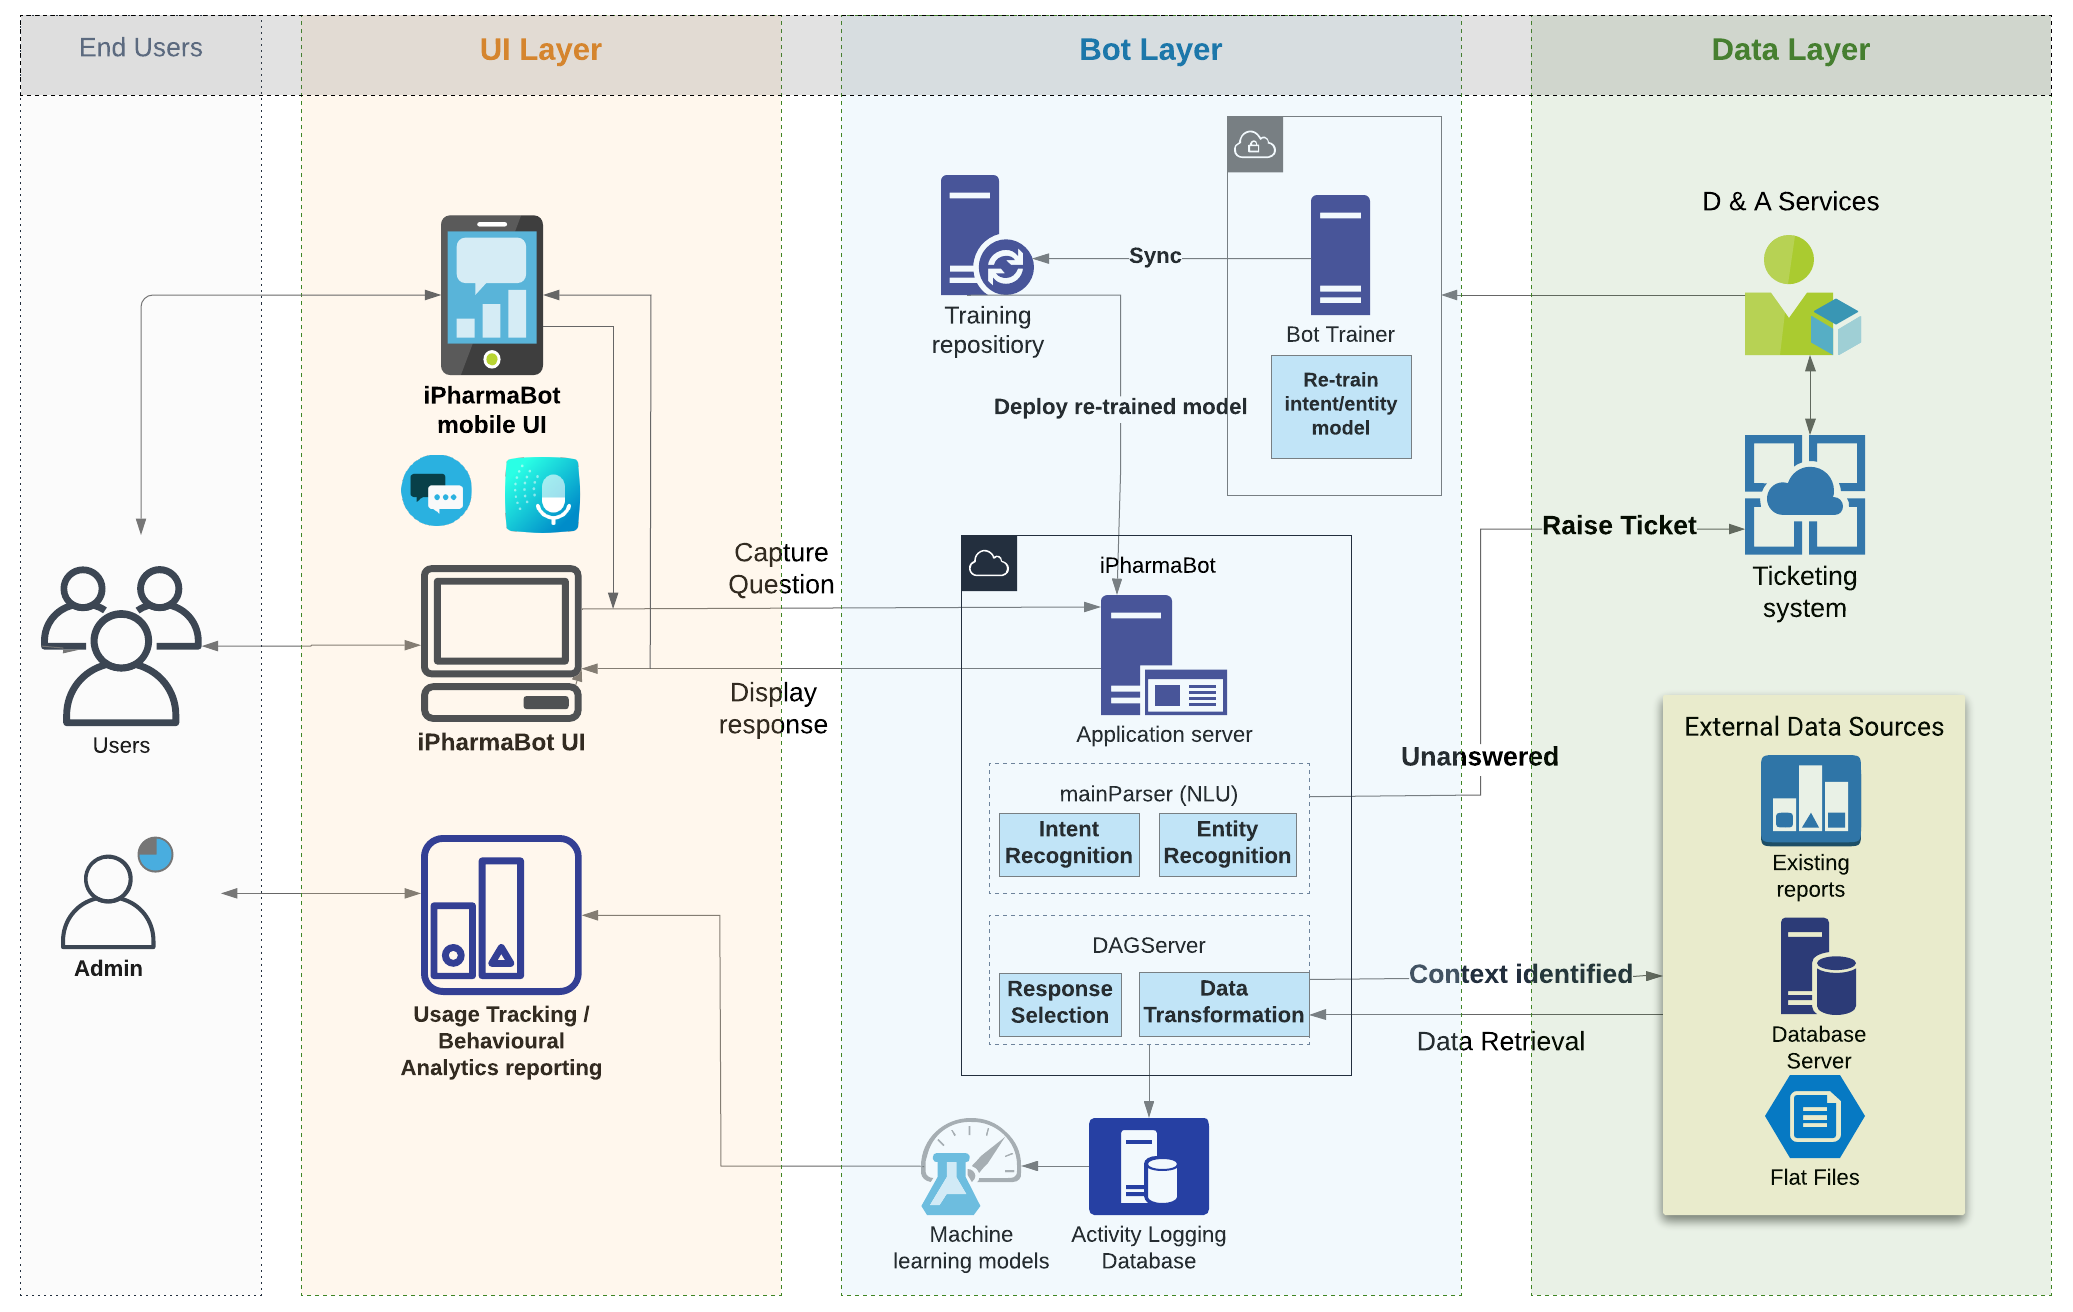 End Users
UI Layer
Bot Layer
Data Layer
iPharmaBot
mobile UI
iPharmaBot UI
Users
Admin
Usage Tracking /
Behavioural
Analytics reporting
Capture
Question
Display
response
Training
repositiory
Sync
Bot Trainer
Re-train
intent/entity
model
Deploy re-trained model
iPharmaBot
Application server
mainParser (NLU)
Intent
Recognition
Entity
Recognition
DAGServer
Response
Selection
Data
Transformation
Machine
learning models
Activity Logging
Database
Unanswered
Raise Ticket
Context identified
Data Retrieval
D & A Services
Ticketing
system
External Data Sources
Existing
reports
Database
Server
Flat Files